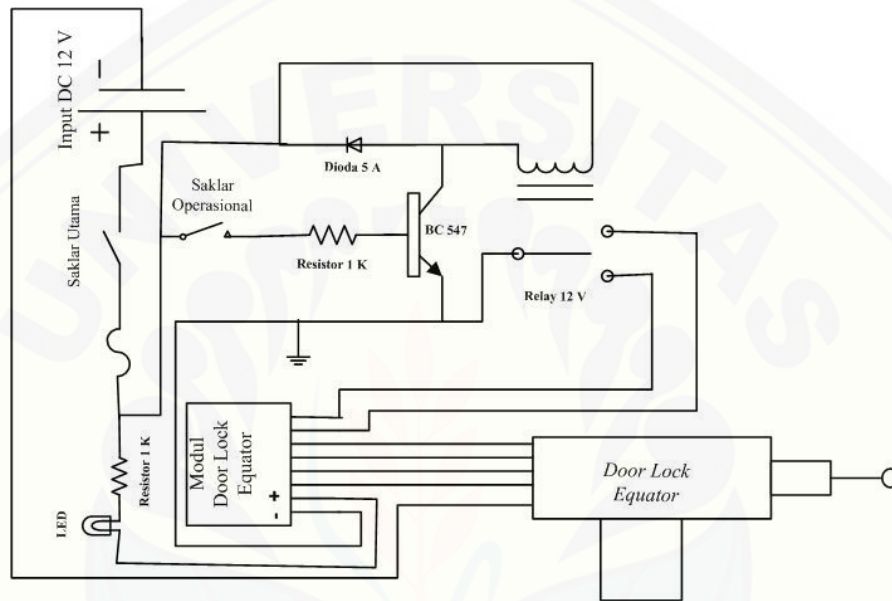 Input DC 12 V
-
+
Saklar Utama
Saklar
Operasional
Dioda 5 A
BC 547
Resistor 1 K
Relay 12 V
Resistor 1 K
LED
Modul
Door Lock
Equator
+
-
Door Lock
Equator
UNIVERSITAS